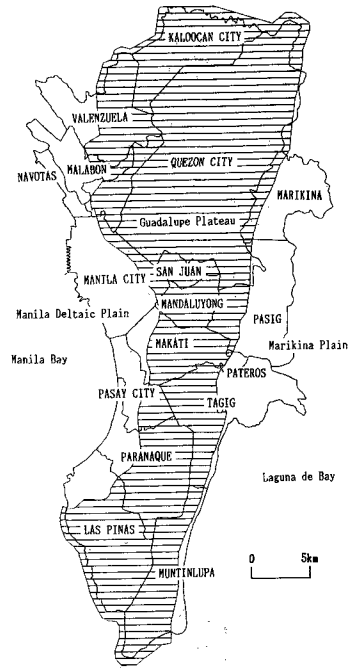 KALOOCAN CITY
VALENZUELA
MALABON
NAVOTAS
QUEZON CITY
MARIKINA
Guadalupe Plateau
SAN JUAN
MANILA CITY
MANDALUYONG
Manila Deltaic Plain
PASIG
MAKATI
Marikina Plain
Manila Bay
PATEROS
PASAY CITY
TAGIG
PARANAQUE
Laguna de Bay
LAS PINAS
0 5km
MUNTINLUPA